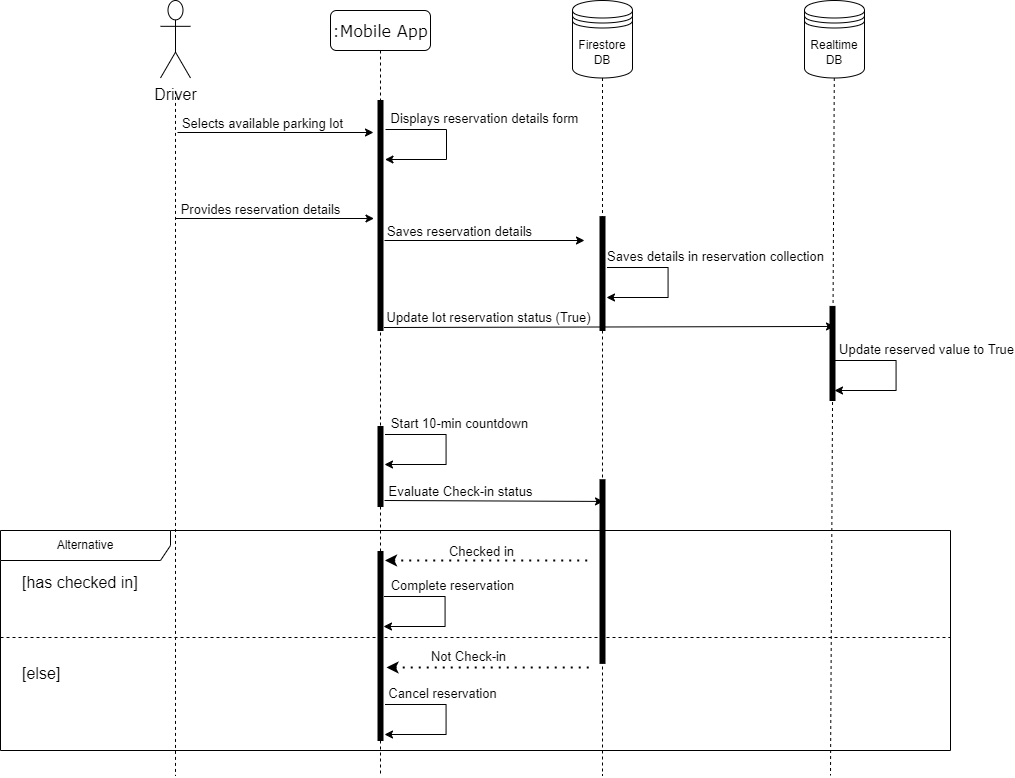 :Mobile App
Firestore
DB
Realtime
DB
Driver
Selects available parking lot
Displays reservation details form
Provides reservation details
Saves reservation details
Saves details in reservation collection
Update lot reservation status (True)
Update reserved value to True
Start 10-min countdown
Evaluate Check-in status
Alternative
Checked in
[has checked in]
Complete reservation
Not Check-in
[else]
Cancel reservation